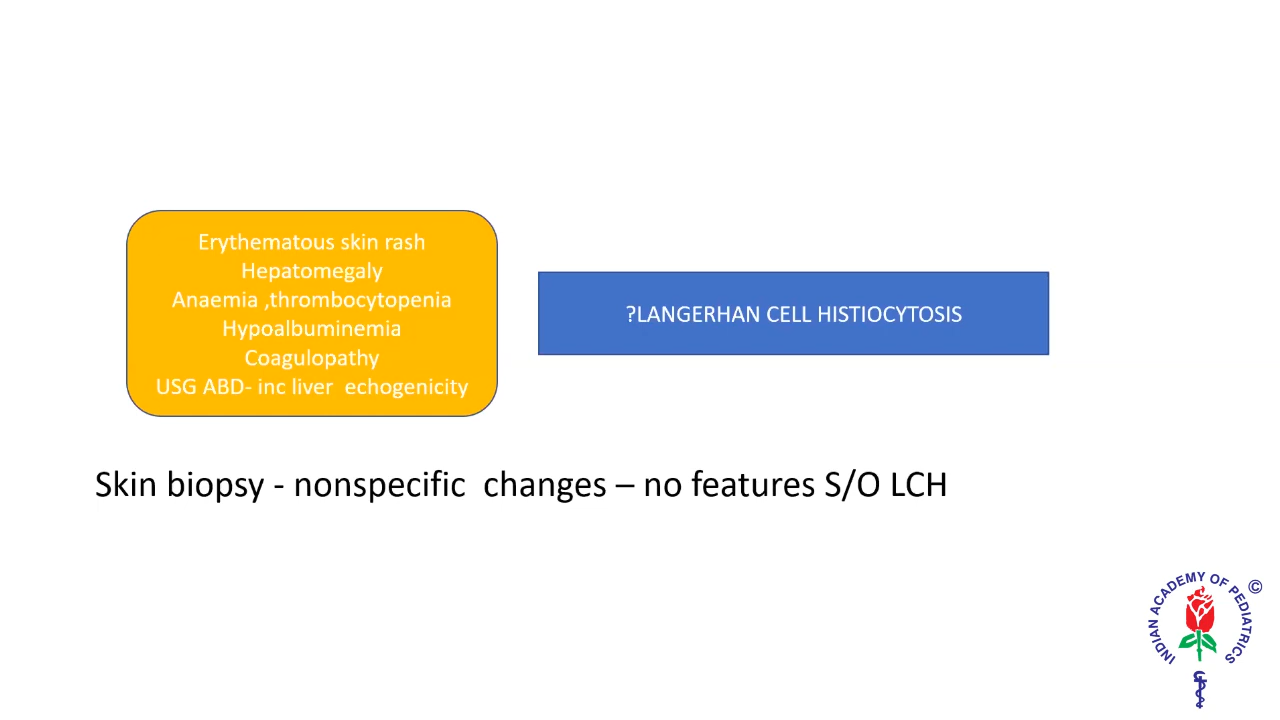 Erythematous skin rash
Hepatomegaly
Anaemia ,thrombocytopenia
Hypoalbuminemia
Coagulopathy
USG ABD- inc liver echogenicity
?LANGERHAN CELL HISTIOCYTOSIS
Skin biopsy - nonspecific changes – no features S/O LCH
INDIAN ACADEMY OF PEDIATRICS
©